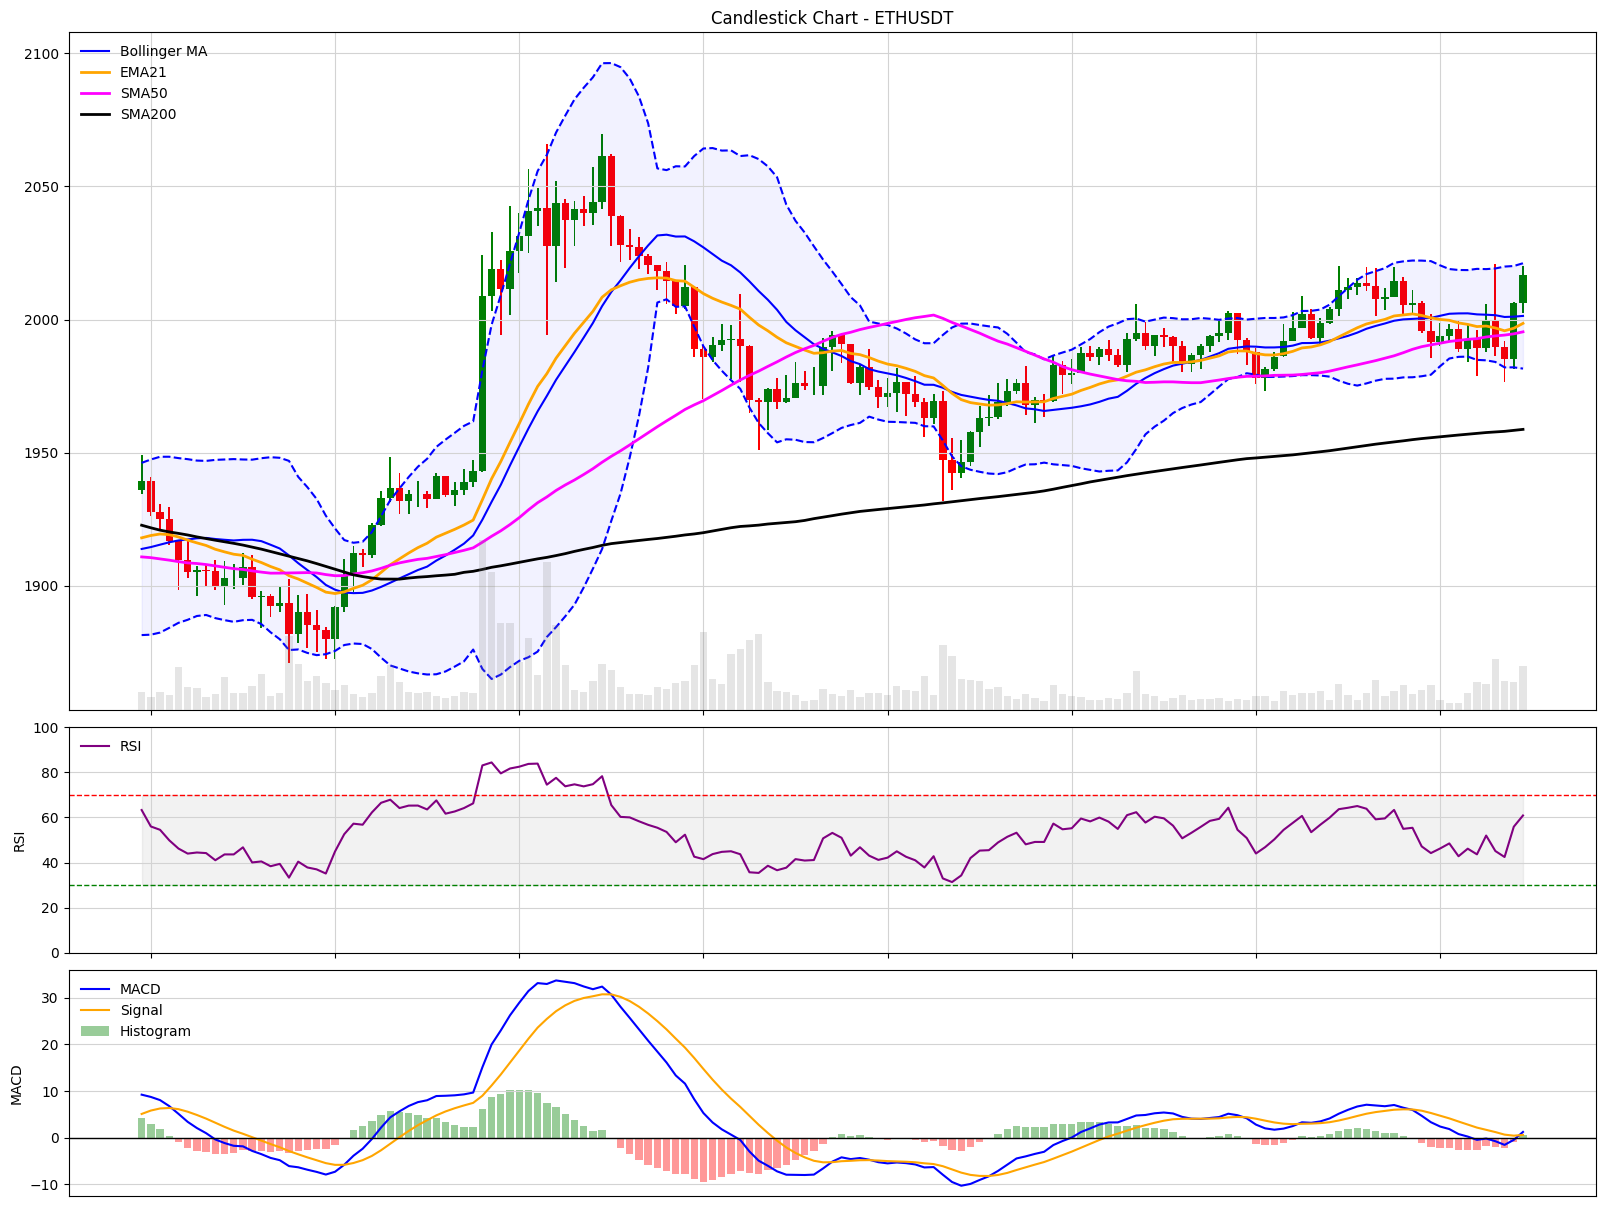 Candlestick Chart - ETHUSDT
Bollinger MA
EMA21
SMA50
SMA200
2100
2050
2000
1950
1900
RSI
100
80
60
40
20
0
RSI
MACD
Signal
Histogram
30
20
10
0
−10
MACD